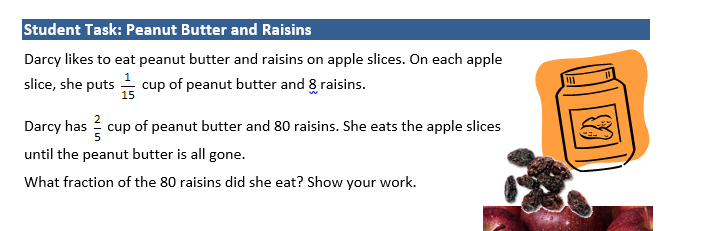 Student Task: Peanut Butter and Raisins
Darcy likes to eat peanut butter and raisins on apple slices. On each apple
slice, she puts 1/15 cup of peanut butter and 8 raisins.
Darcy has 2/5 cup of peanut butter and 80 raisins. She eats the apple slices
until the peanut butter is all gone.
What fraction of the 80 raisins did she eat? Show your work.